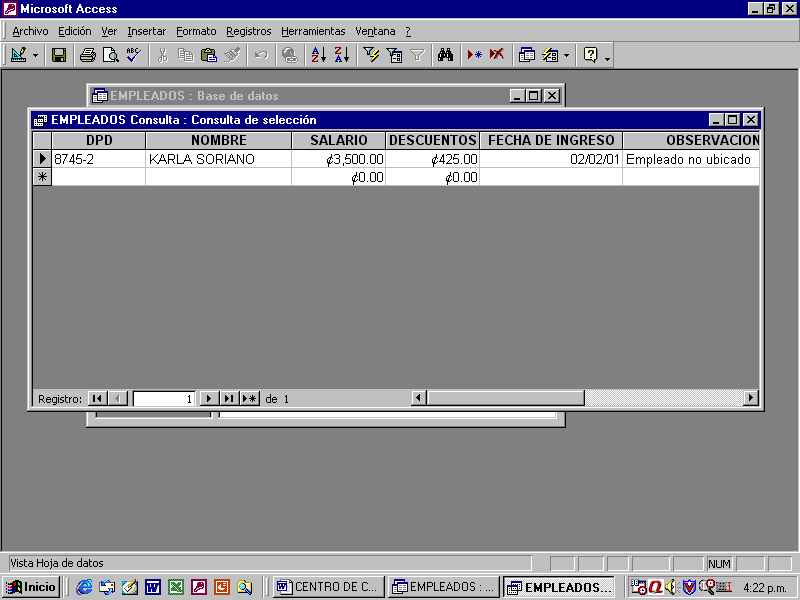 Microsoft Access
Archivo Edición Ver Insertar Formato Registros Herramientas Ventana ?
EMPLEADOS : Base de datos
EMPLEADOS Consulta : Consulta de selección
DPD NOMBRE SALARIO DESCUENTOS FECHA DE INGRESO OBSERVACION
8745-2 KARLA SORIANO ¢3,500.00 ¢425.00 02/02/01 Empleado no ubicado
¢0.00 ¢0.00
Registro: 1 de 1
Vista Hoja de datos NUM
Inicio CENTRO DE C... EMPLEADOS : ... EMPLEADOS... 4:22 p.m.